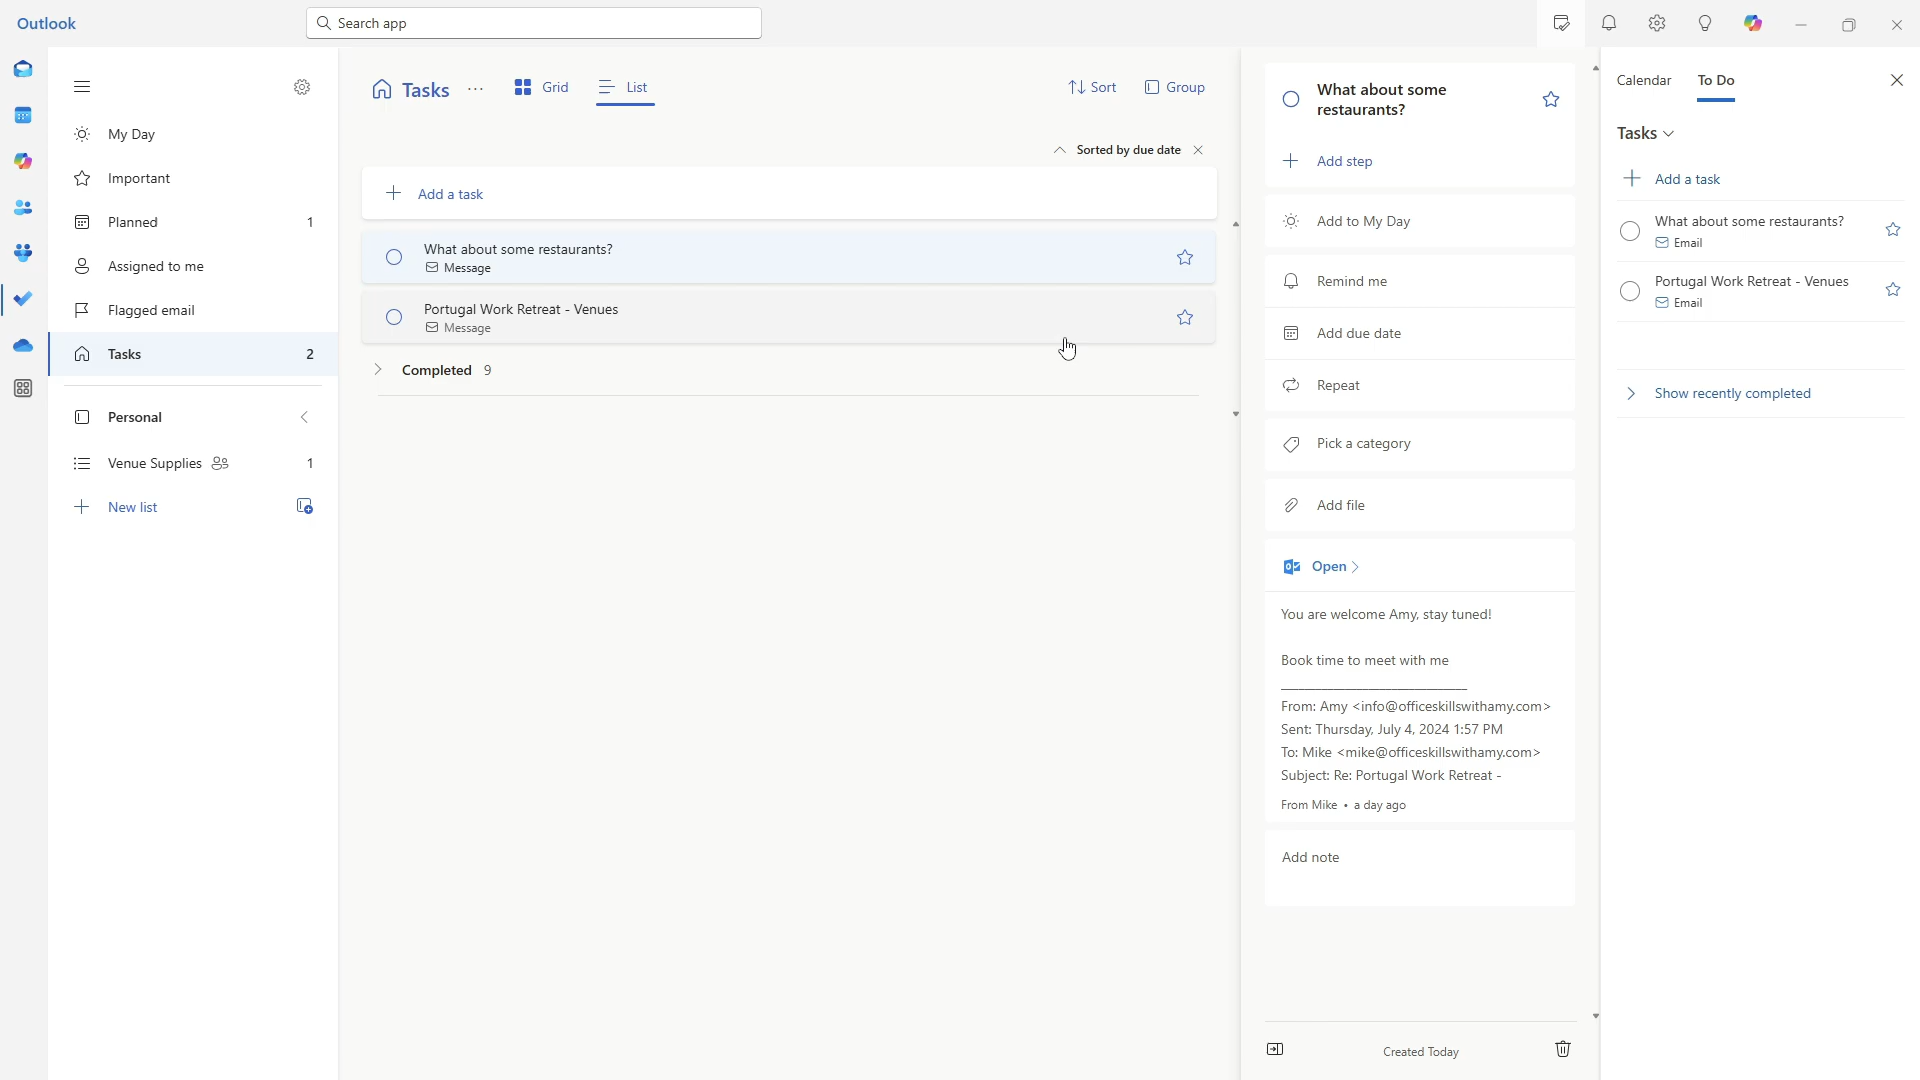 Outlook
Search app
My Day
Important
Planned 1
Assigned to me
Flagged email
Tasks 2
Personal
Venue Supplies 1
New list
Tasks ... Grid List Sort Group
Sorted by due date
Add a task
What about some restaurants?
Message
Portugal Work Retreat - Venues
Message
Completed 9
What about some
restaurants?
Add step
Add to My Day
Remind me
Add due date
Repeat
Pick a category
Add file
Open
You are welcome Amy, stay tuned!
Book time to meet with me
From: Amy <info@officeskillswithamy.com>
Sent: Thursday, July 4, 2024 1:57 PM
To: Mike <mike@officeskillswithamy.com>
Subject: Re: Portugal Work Retreat -
From Mike • a day ago
Add note
Created Today
Calendar To Do
Tasks
Add a task
What about some restaurants?
Email
Portugal Work Retreat - Venues
Email
Show recently completed